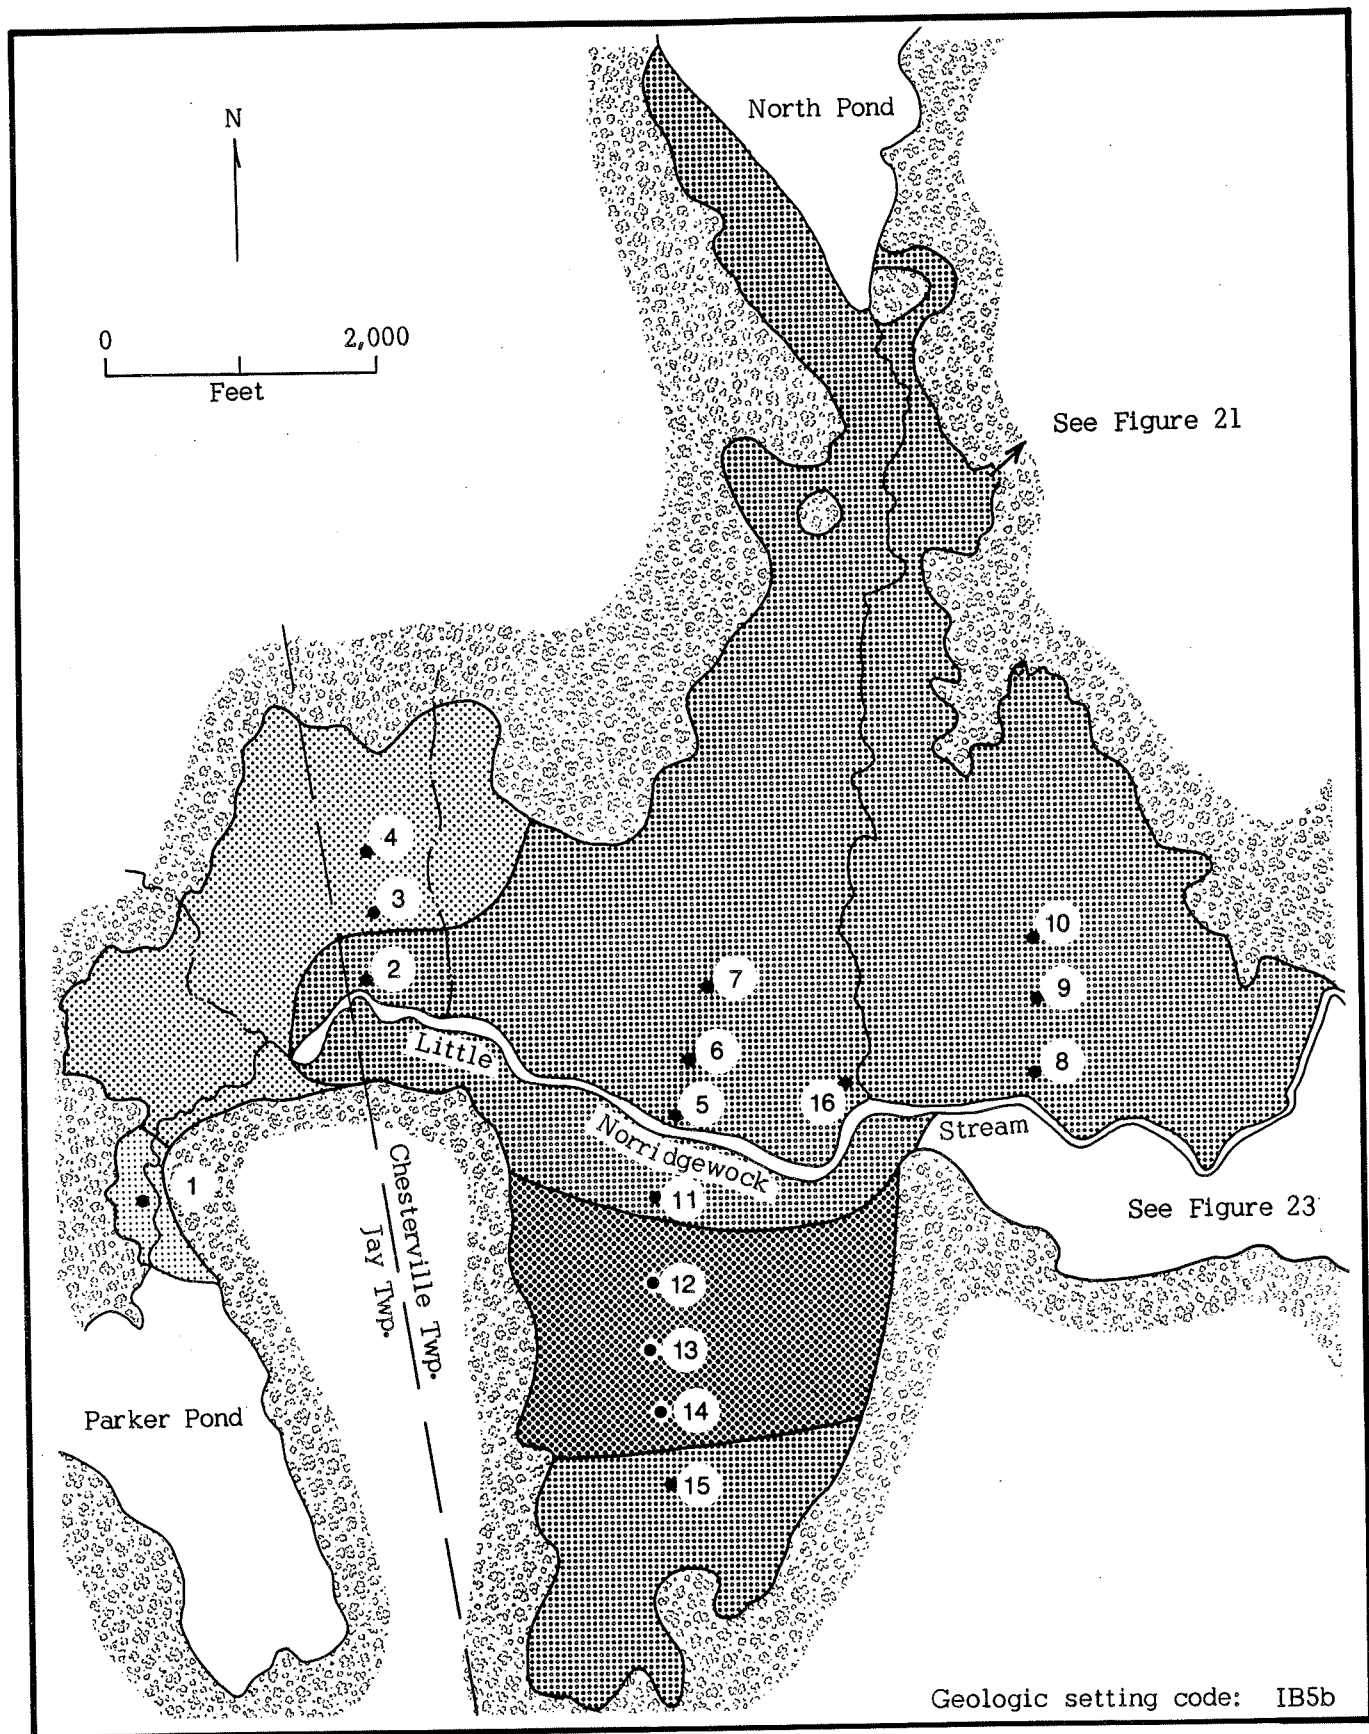 North Pond
N
0 2,000
Feet
See Figure 21
4
3
2
10
7
9
6
8
5
16
Little
Norridgewock
Stream
1
11
See Figure 23
Chesterville Twp.
Jay Twp.
12
13
14
Parker Pond
15
Geologic setting code: IB5b